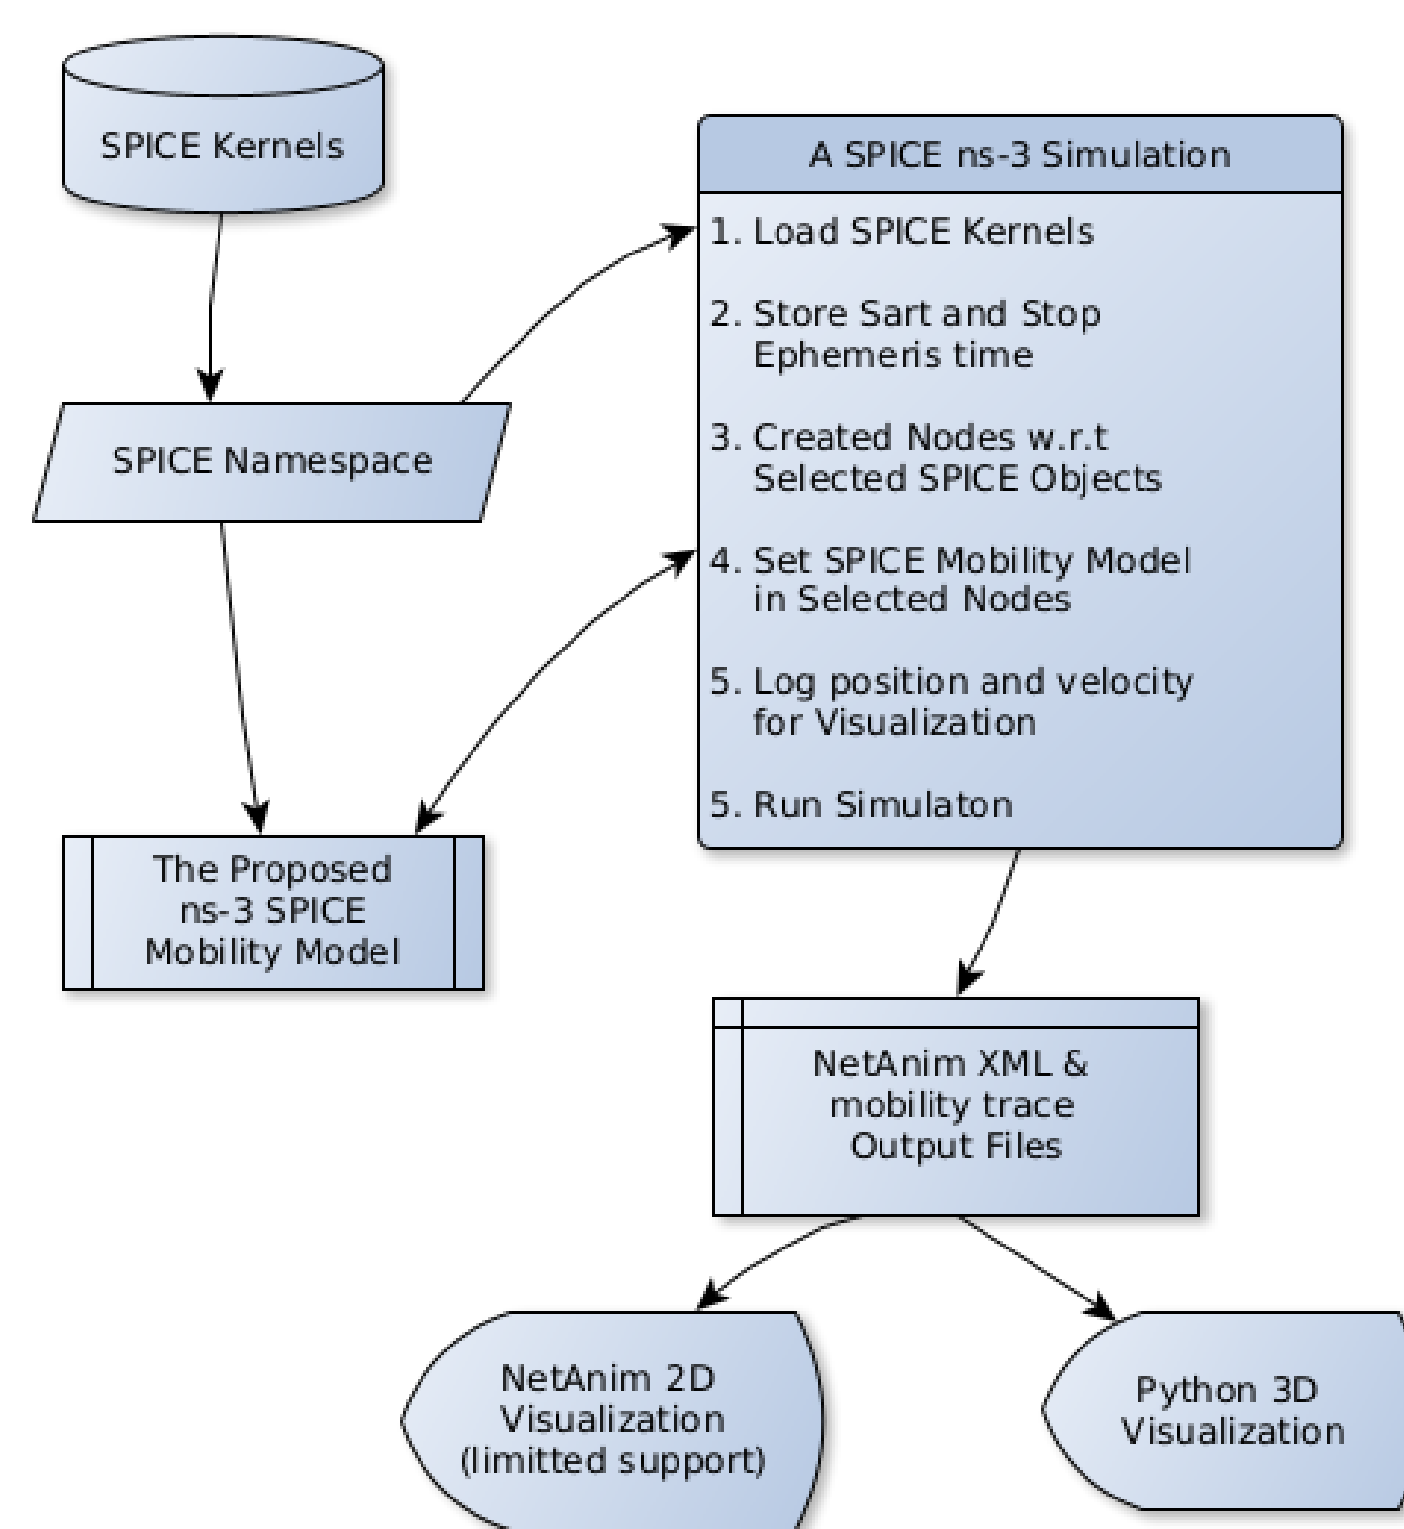 SPICE Kernels
A SPICE ns-3 Simulation
1. Load SPICE Kernels
2. Store Sart and Stop
Ephemeris time
3. Created Nodes w.r.t
Selected SPICE Objects
4. Set SPICE Mobility Model
in Selected Nodes
5. Log position and velocity
for Visualization
5. Run Simulaton
SPICE Namespace
The Proposed
ns-3 SPICE
Mobility Model
NetAnim XML &
mobility trace
Output Files
NetAnim 2D
Visualization
(limitted support)
Python 3D
Visualization